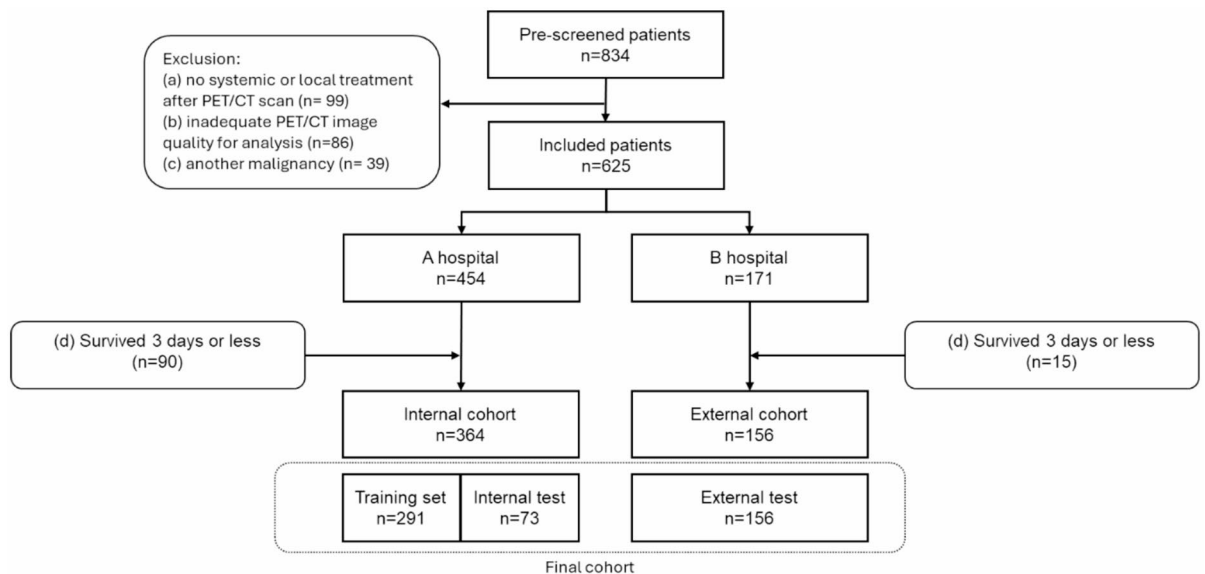 Pre-screened patients
n=834
Exclusion:
(a) no systemic or local treatment
after PET/CT scan (n= 99)
(b) inadequate PET/CT image
quality for analysis (n=86)
(c) another malignancy (n= 39)
Included patients
n=625
A hospital
n=454
B hospital
n=171
(d) Survived 3 days or less
(n=90)
(d) Survived 3 days or less
(n=15)
Internal cohort
n=364
External cohort
n=156
Training set
n=291
Internal test
n=73
External test
n=156
Final cohort